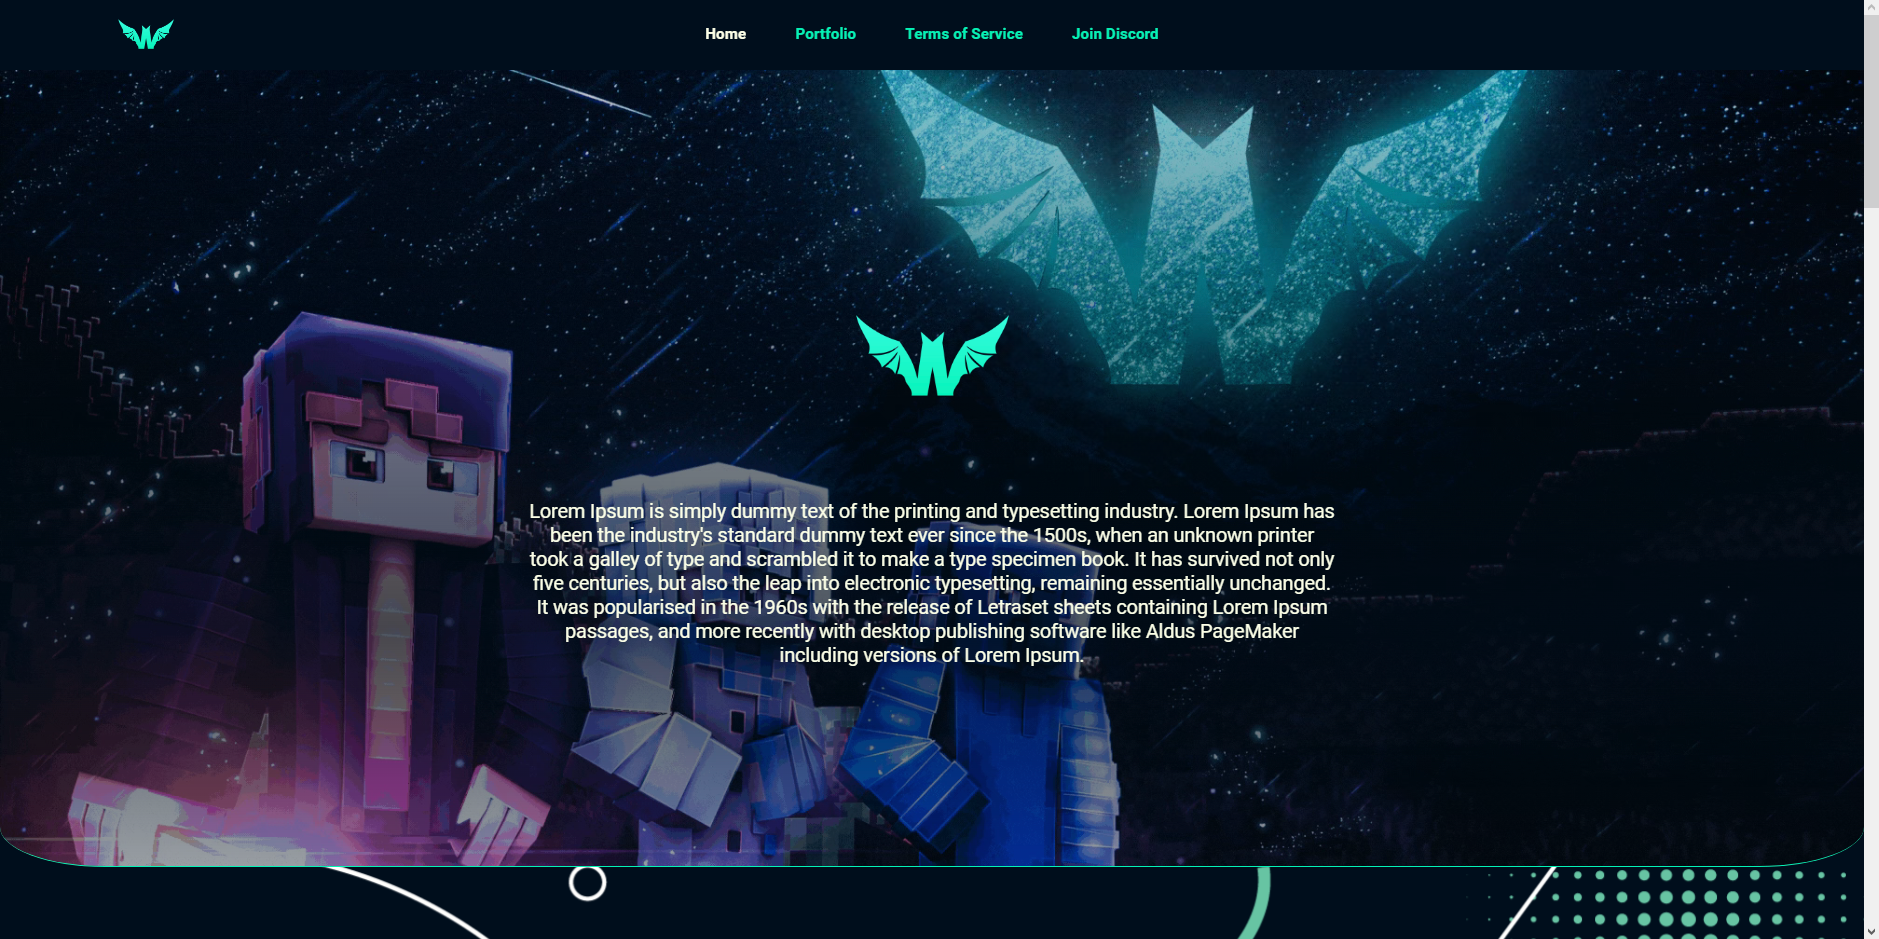 Home
Portfolio
Terms of Service
Join Discord
Lorem Ipsum is simply dummy text of the printing and typesetting industry. Lorem Ipsum has
been the industry's standard dummy text ever since the 1500s, when an unknown printer
took a galley of type and scrambled it to make a type specimen book. It has survived not only
five centuries, but also the leap into electronic typesetting, remaining essentially unchanged.
It was popularised in the 1960s with the release of Letraset sheets containing Lorem Ipsum
passages, and more recently with desktop publishing software like Aldus PageMaker
including versions of Lorem Ipsum.